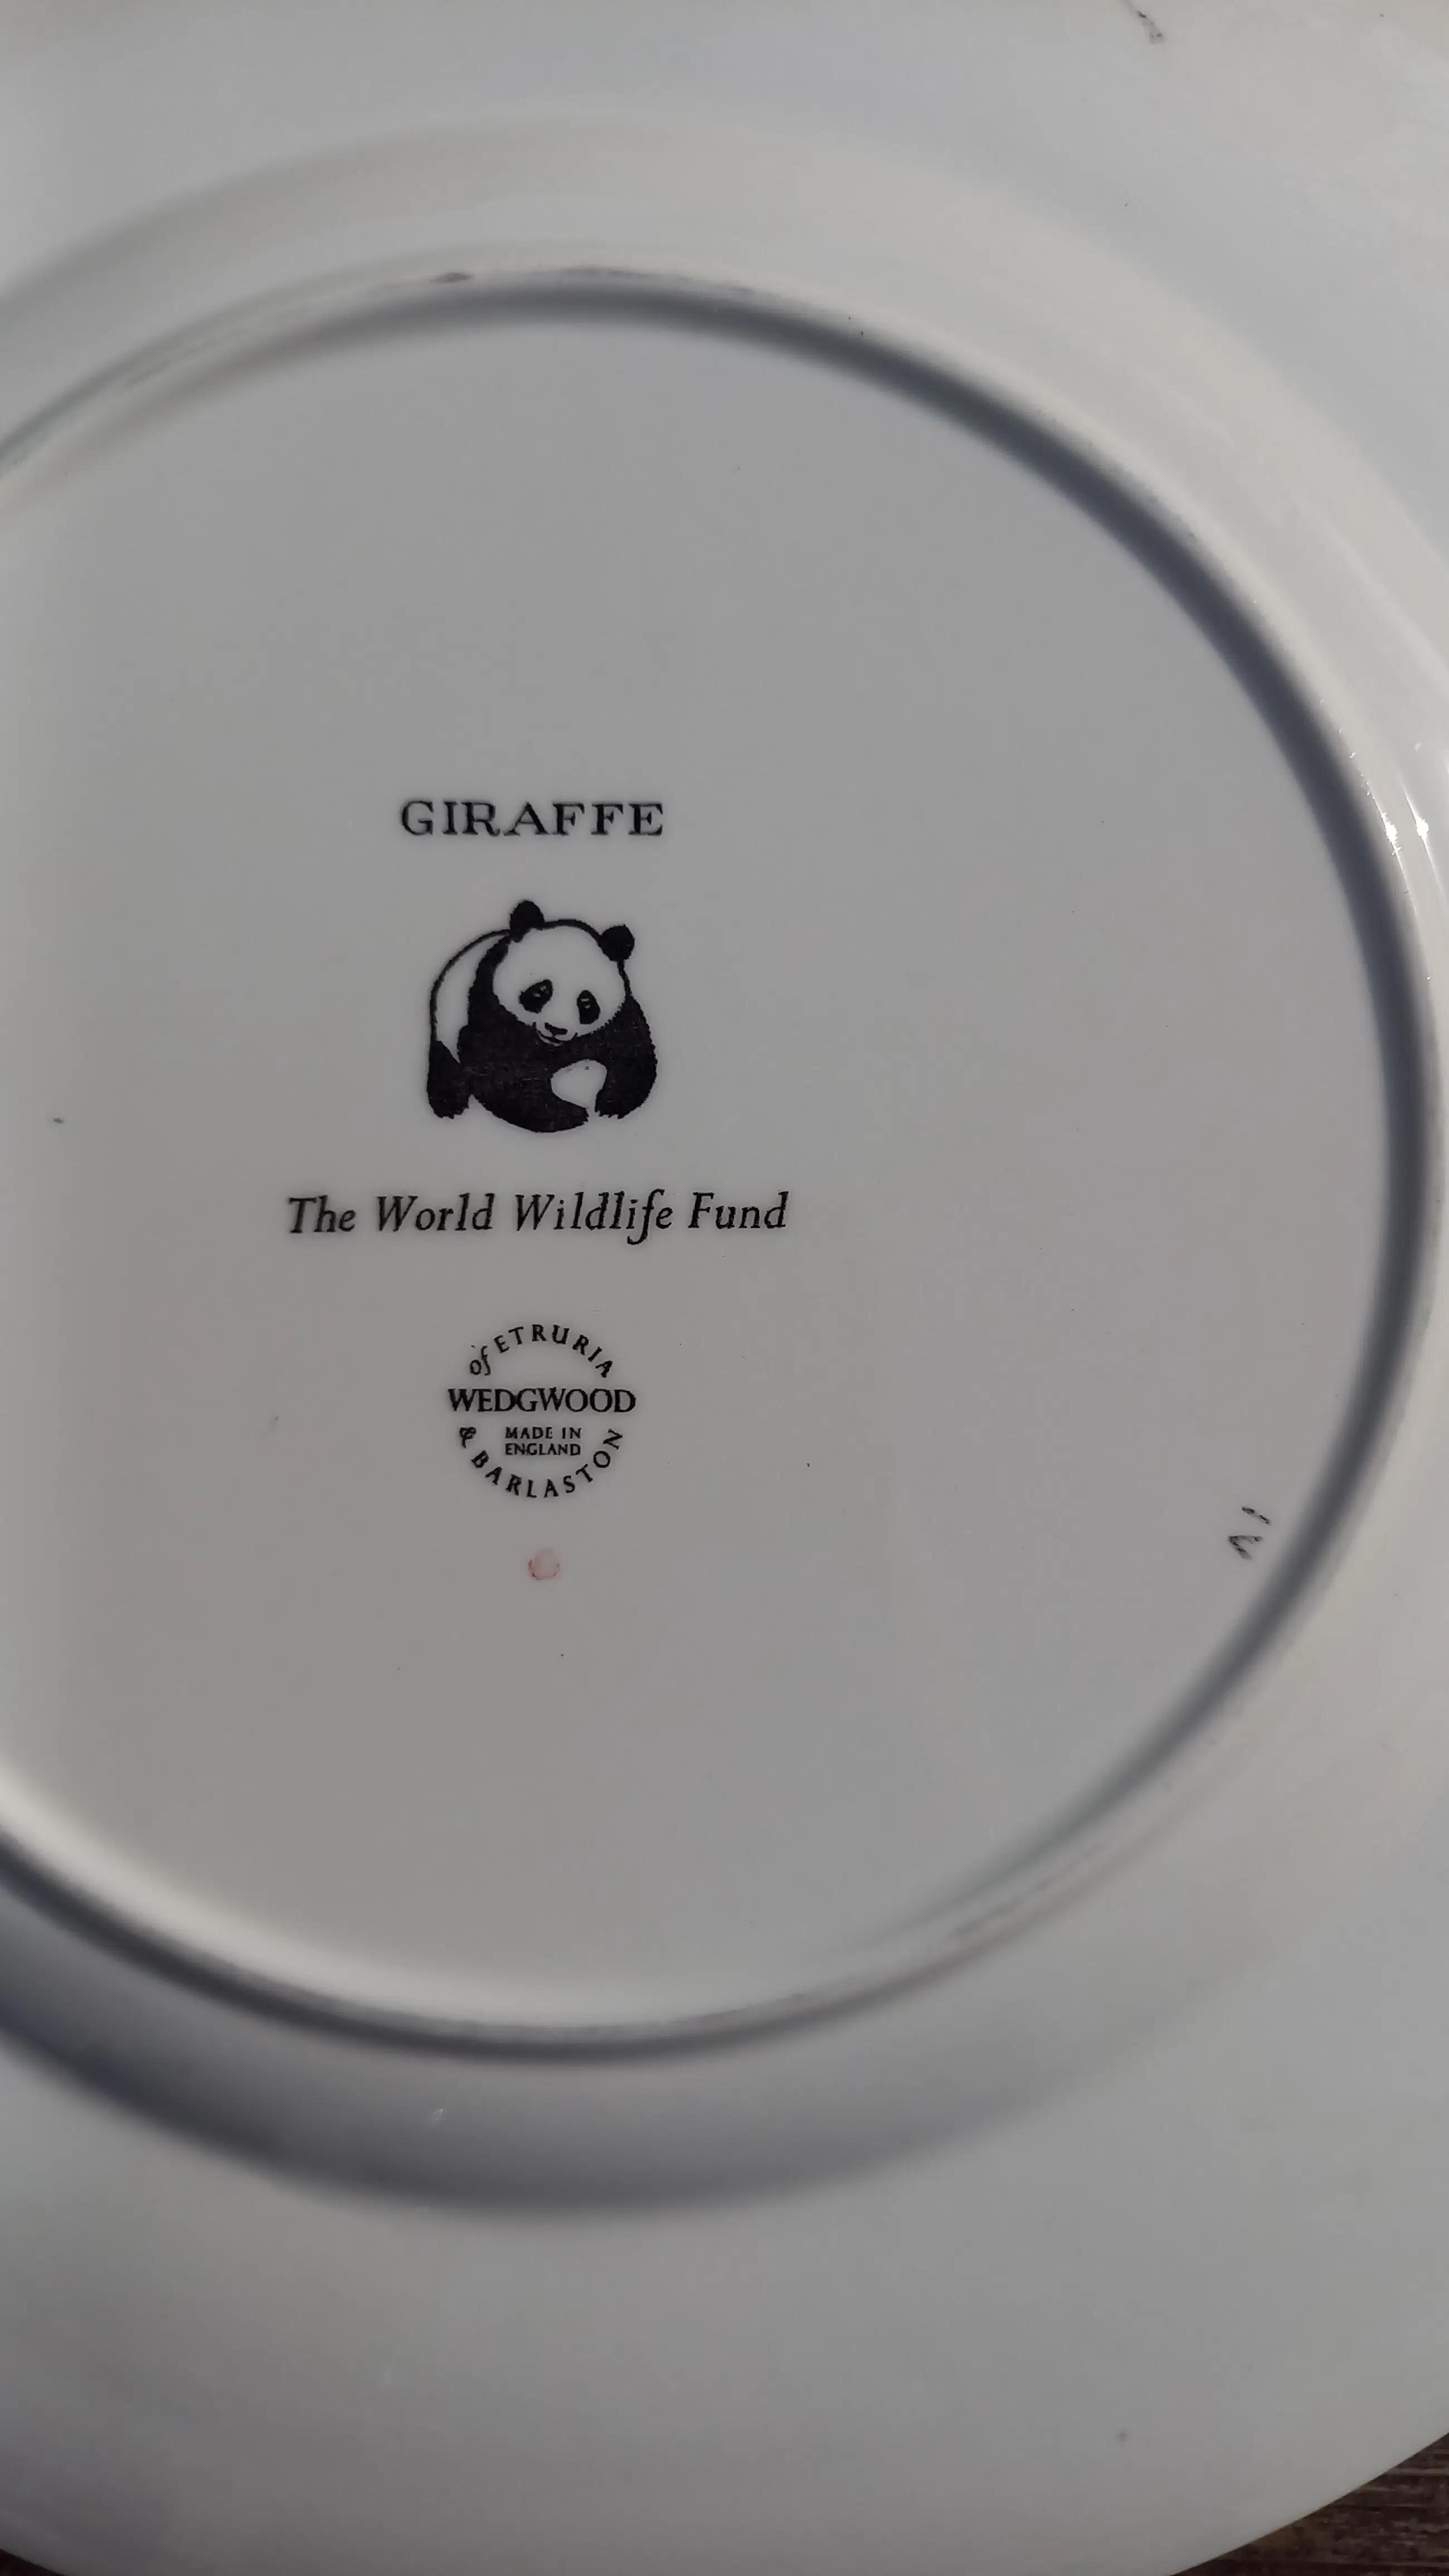 GIRAFFE
The World Wildlife Fund
of ETRURIA
WEDGWOOD
MADE IN
ENGLAND
& BARLASTON